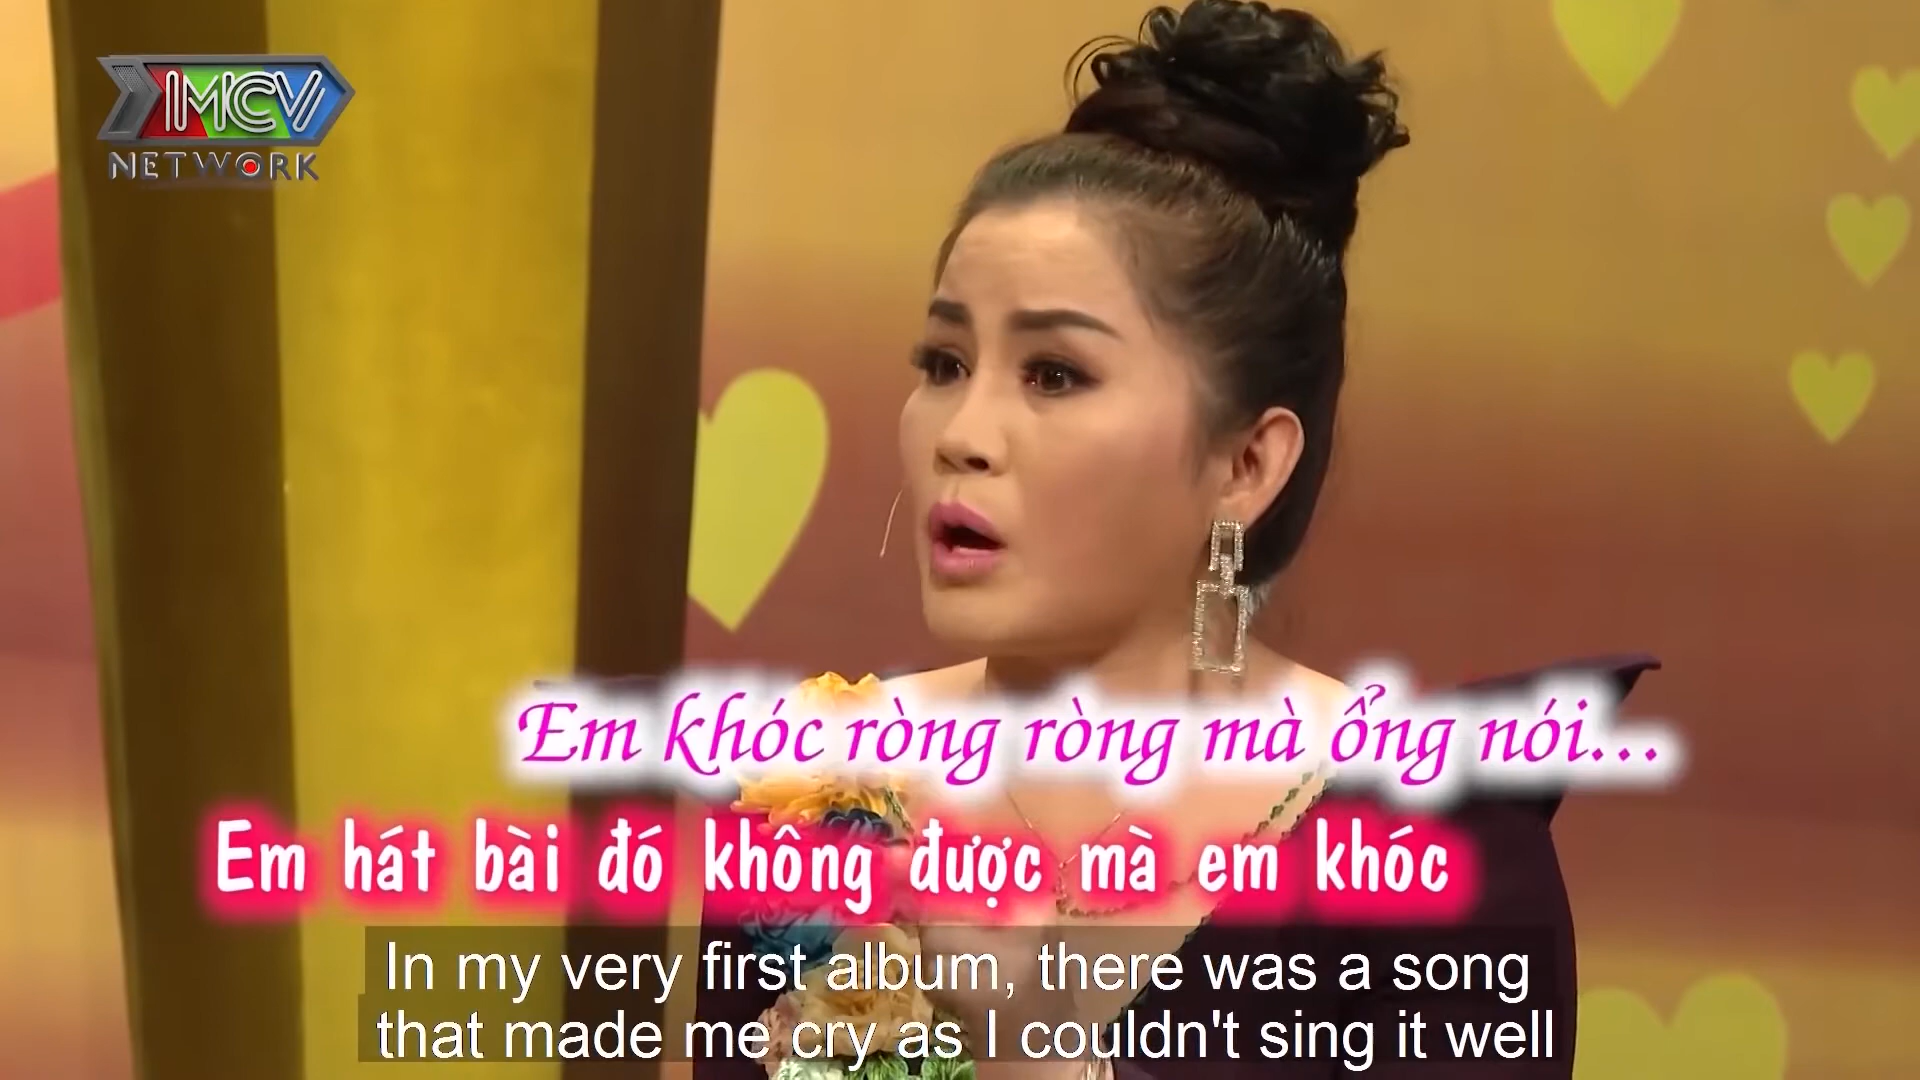 MCV
NETWORK
Em khóc ròng ròng mà ổng nói...
Em hát bài đó không được mà em khóc
In my very first album, there was a song
that made me cry as I couldn't sing it well